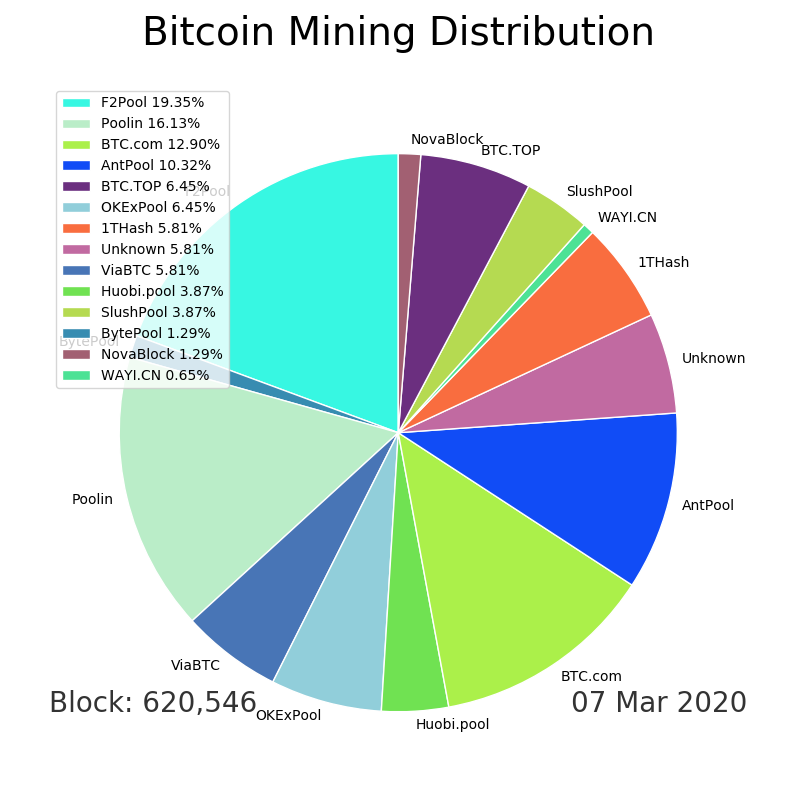 Bitcoin Mining Distribution
F2Pool 19.35%
Poolin 16.13%
BTC.com 12.90%
AntPool 10.32%
BTC.TOP 6.45%
OKExPool 6.45%
1THash 5.81%
Unknown 5.81%
ViaBTC 5.81%
Huobi.pool 3.87%
SlushPool 3.87%
BytePool 1.29%
NovaBlock 1.29%
WAYI.CN 0.65%
NovaBlock
BTC.TOP
SlushPool
WAYI.CN
1THash
Unknown
AntPool
BTC.com
Huobi.pool
OKExPool
ViaBTC
Poolin
BytePool
F2Pool
Block: 620,546
07 Mar 2020